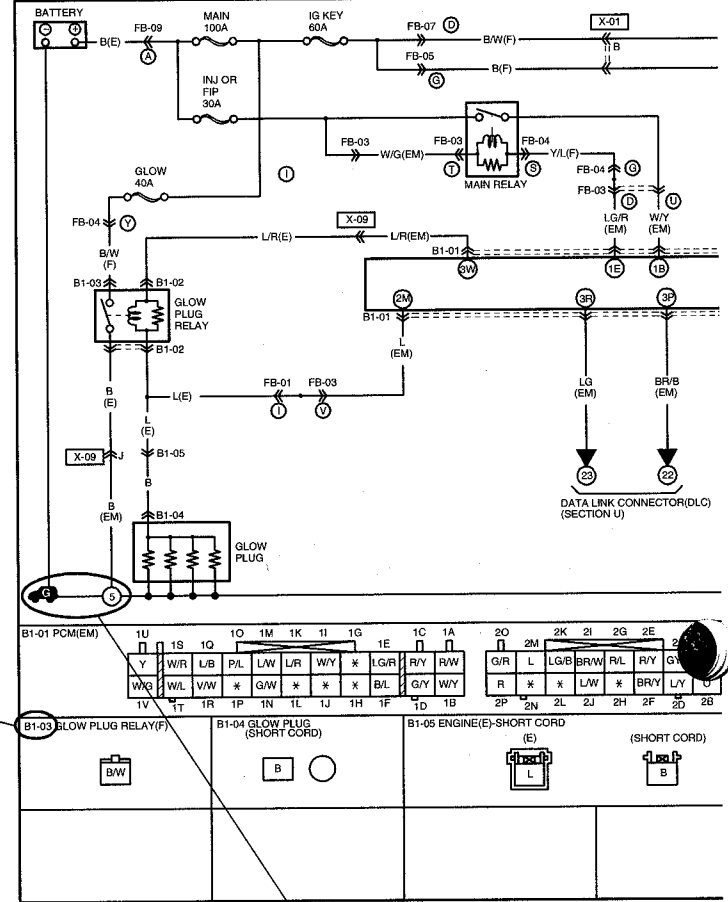 BATTERY
FB-09
B(E)
A
MAIN
100A
IG KEY
60A
FB-07 D
B/W(F)
X-01
B
FB-05
G
B(F)
INJ OR
FIP
30A
FB-03
W/G(EM)
FB-03
T
MAIN RELAY
FB-04
S
Y/L(F)
FB-04 G
FB-03
D
U
LG/R
(EM)
W/Y
(EM)
GLOW
40A
I
FB-04 Y
B/W
(F)
L/R(E)
X-09
L/R(EM)
B1-01
3W
1E
1B
B1-03
B1-02
GLOW
PLUG
RELAY
B1-02
2M
B1-01
3R
3P
L
(EM)
LG
(EM)
BR/B
(EM)
B
(E)
L(E)
FB-01
I
FB-03
V
L
(E)
X-09
J
B1-05
B
B
(EM)
B1-04
GLOW
PLUG
23
22
DATA LINK CONNECTOR(DLC)
(SECTION U)
G
5
B1-01 PCM(EM)
1U 1S 1Q 1O 1M 1K 1I 1G 1E 1C 1A
Y W/R L/B P/L L/W L/R W/Y * LG/R R/Y R/W
W/G W/L V/W * G/W * * * B/L G/Y W/Y
1V 1T 1R 1P 1N 1L 1J 1H 1F 1D 1B
2O 2M 2K 2I 2G 2E
G/R L LG/B BR/W R/L R/Y
R * * L/W * BR/Y L/Y
2P 2N 2L 2J 2H 2F 2D 2B
B1-03 GLOW PLUG RELAY(F)
B/W
B1-04 GLOW PLUG
(SHORT CORD)
B
B1-05 ENGINE(E)-SHORT CORD
(E)
L
(SHORT CORD)
B